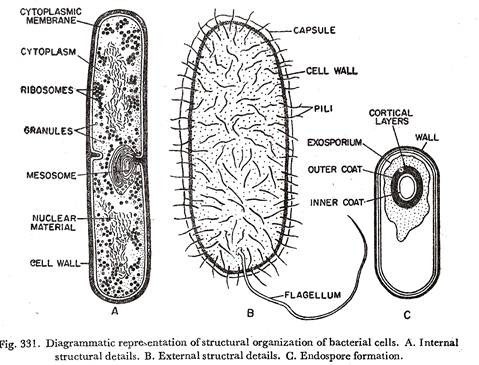 CYTOPLASMIC
MEMBRANE
CYTOPLASM
RIBOSOMES
GRANULES
MESOSOME
NUCLEAR
MATERIAL
CELL WALL
A
CAPSULE
CELL WALL
PILI
FLAGELLUM
B
CORTICAL
LAYERS
EXOSPORIUM
WALL
OUTER COAT
INNER COAT
C
Fig. 331. Diagrammatic representation of structural organization of bacterial cells. A. Internal
structural details. B. External structral details. C. Endospore formation.